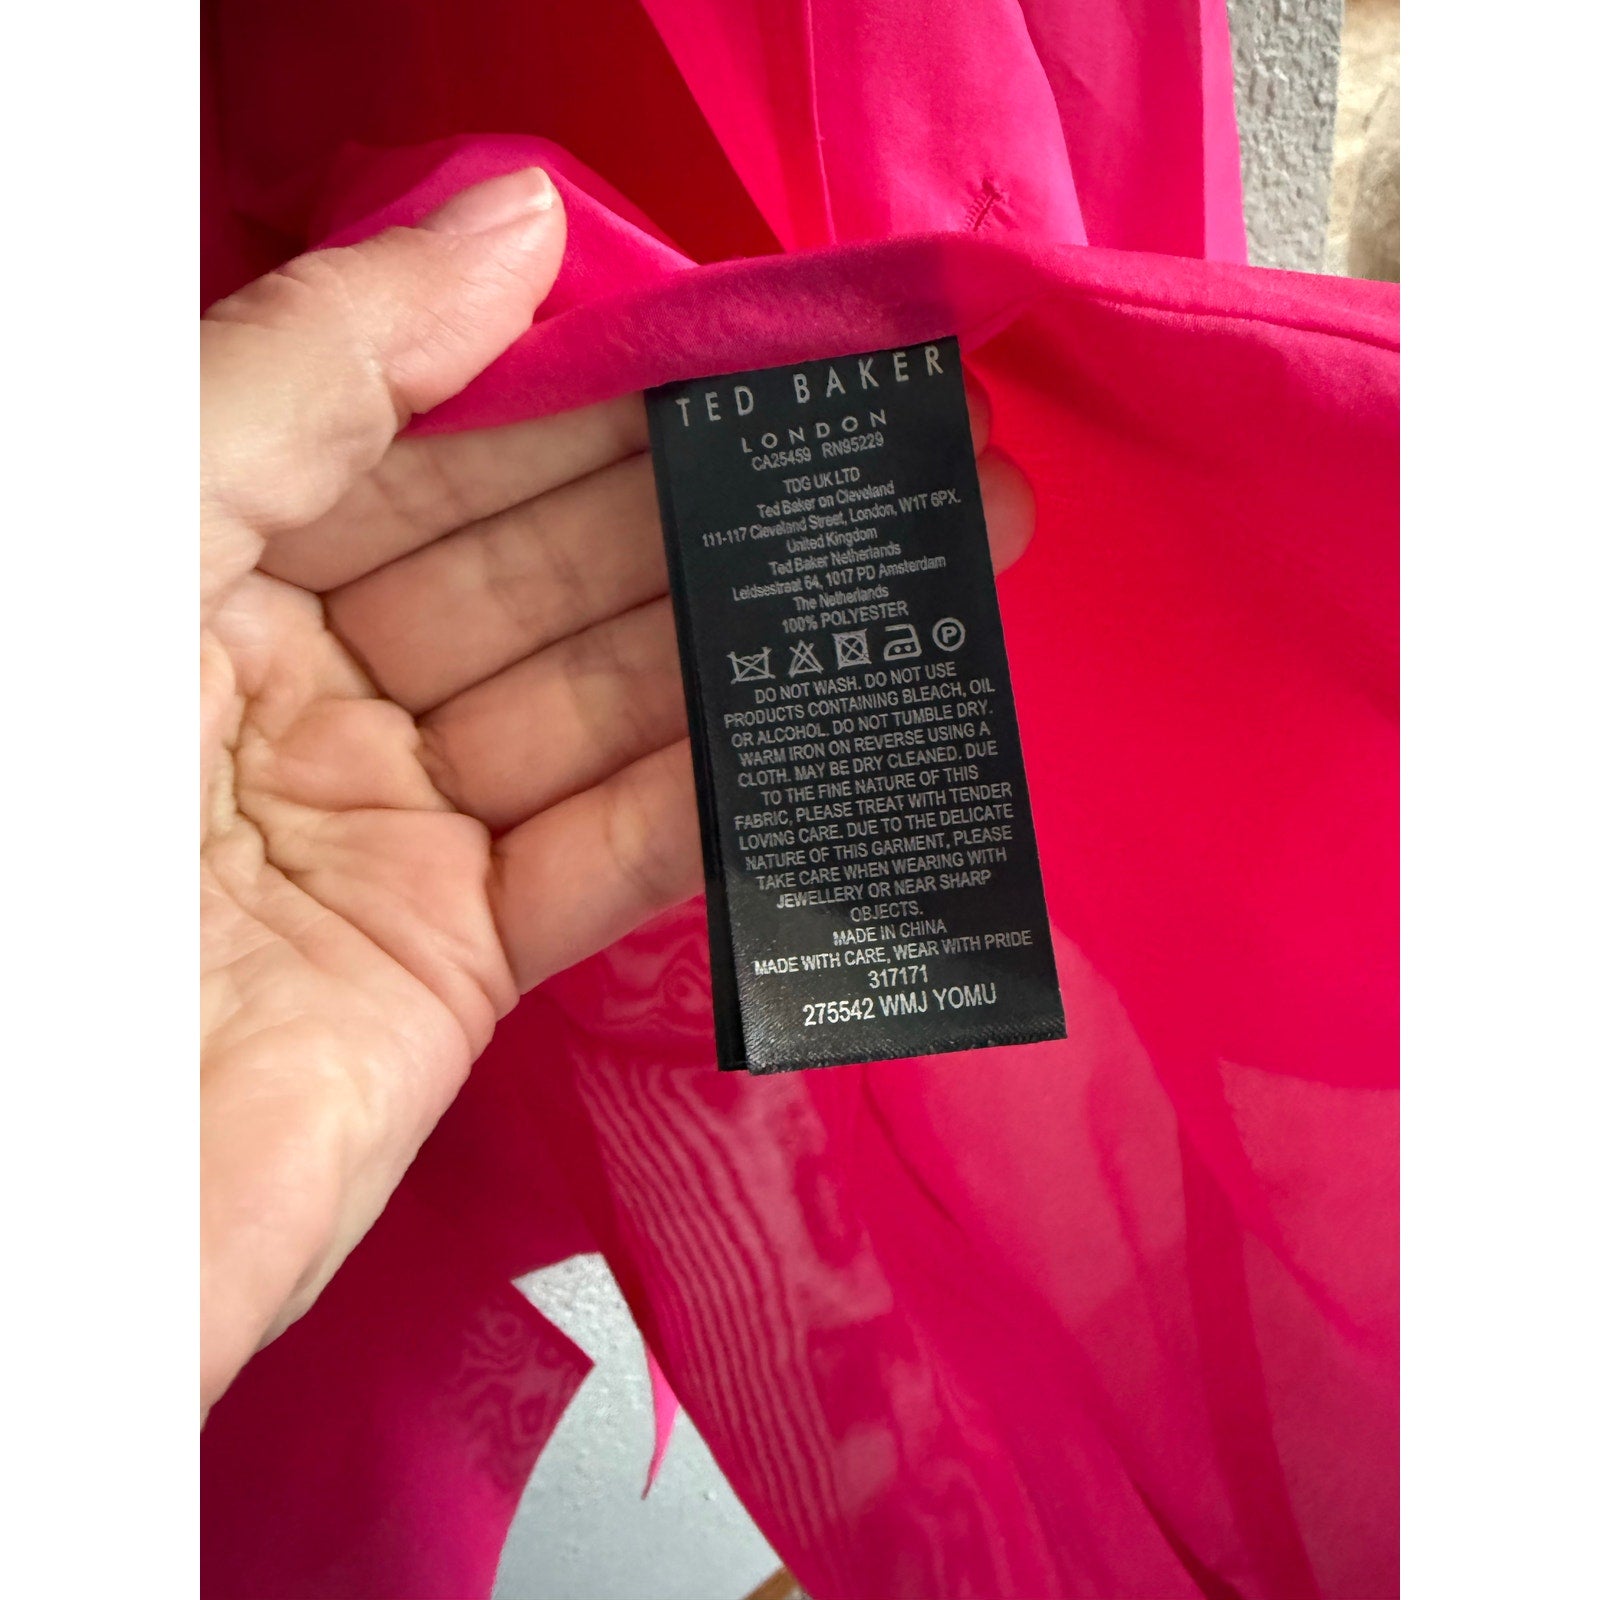 TED BAKER
LONDON
CA25459 RN95229
TDG UK LTD
Ted Baker on Cleveland
111-117 Cleveland Street, London, W1T 6PX.
United Kingdom
Ted Baker Netherlands
Leidsestraat 64, 1017 PD Amsterdam
The Netherlands
100% POLYESTER
P
DO NOT WASH. DO NOT USE
PRODUCTS CONTAINING BLEACH, OIL
OR ALCOHOL. DO NOT TUMBLE DRY.
WARM IRON ON REVERSE USING A
CLOTH. MAY BE DRY CLEANED. DUE
TO THE FINE NATURE OF THIS
FABRIC, PLEASE TREAT WITH TENDER
LOVING CARE. DUE TO THE DELICATE
NATURE OF THIS GARMENT, PLEASE
TAKE CARE WHEN WEARING WITH
JEWELLERY OR NEAR SHARP
OBJECTS.
MADE IN CHINA
MADE WITH CARE, WEAR WITH PRIDE
317171
275542 WMJ YOMU